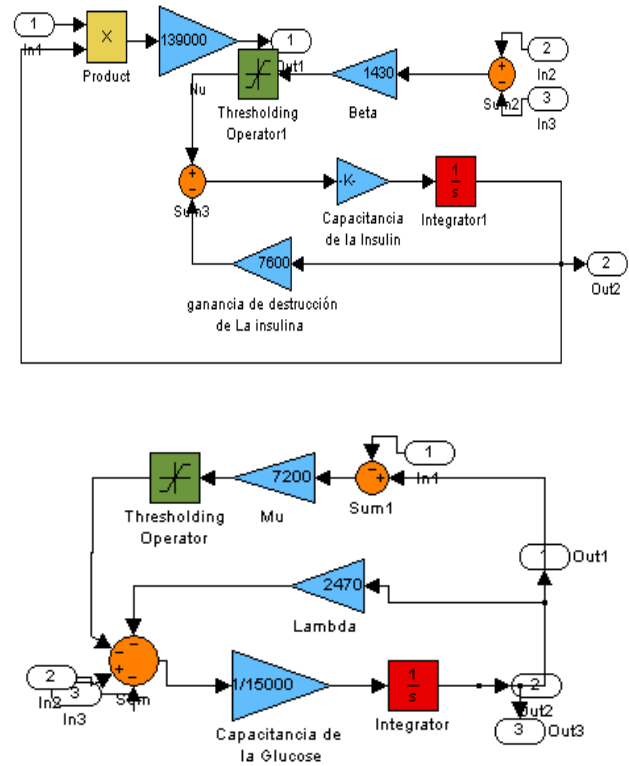 1
In1
X
Product
139000
1
Out1
Nu
Thresholding
Operator1
1430
Beta
2
In2
3
In3
+
−
Sum2
+
−
Sum3
-K-
Capacitancia
de la Insulin
1
s
Integrator1
7600
ganancia de destrucción
de La insulina
2
Out2
Thresholding
Operator
7200
Mu
−
+
Sum1
1
In1
1
Out1
2470
Lambda
−
−
+
−
Sum
2
In2
3
In3
1/15000
Capacitancia de
la Glucose
1
s
Integrator
2
Out2
3
Out3